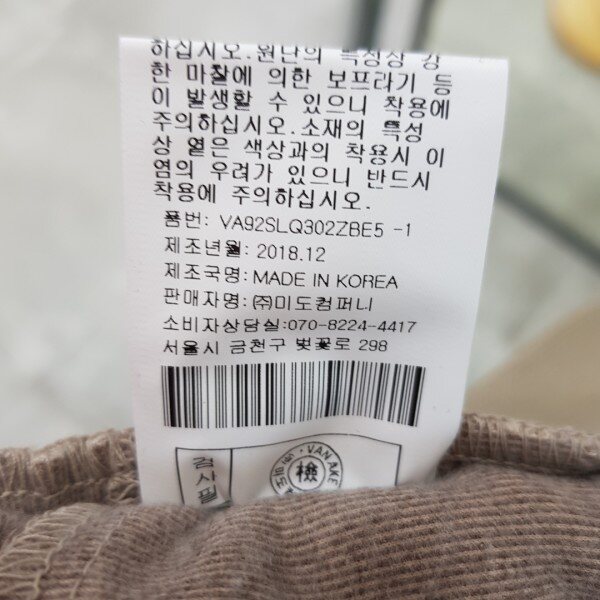 하십시오.원단의 특성상 강
한 마찰에 의한 보프라기 등
이 발생할 수 있으니 착용에
주의하십시오.소재의 특성
상 옅은 색상과의 착용시 이
염의 우려가 있으니 반드시
착용에 주의하십시오.
품번: VA92SLQ302ZBE5 -1
제조년월: 2018.12
제조국명: MADE IN KOREA
판매자명: ㈜미도컴퍼니
소비자상담실:070-8224-4417
서울시 금천구 벚꽃로 298
검사필
VAN AKE
檢